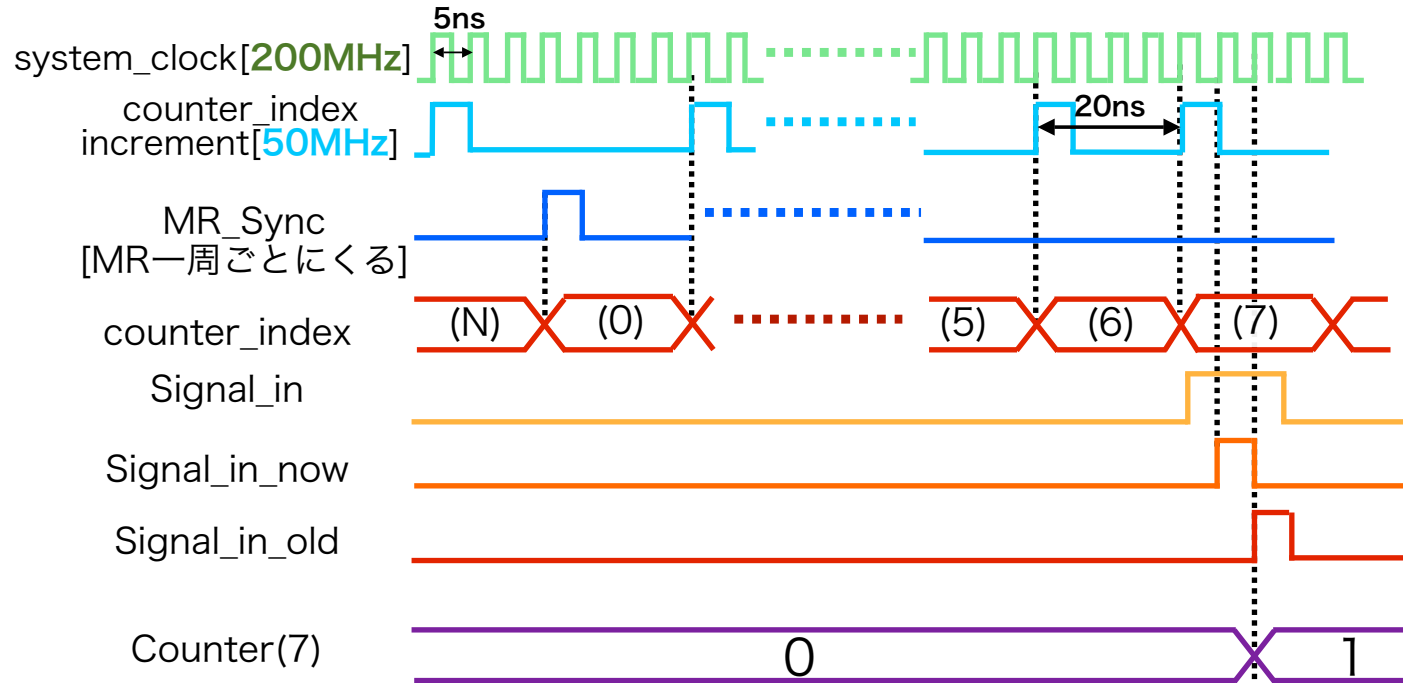 5ns
system_clock[200MHz]
counter_index
increment[50MHz]
20ns
MR_Sync
[MR一周ごとにくる]
counter_index
(N)
(0)
(5)
(6)
(7)
Signal_in
Signal_in_now
Signal_in_old
Counter(7)
0
1